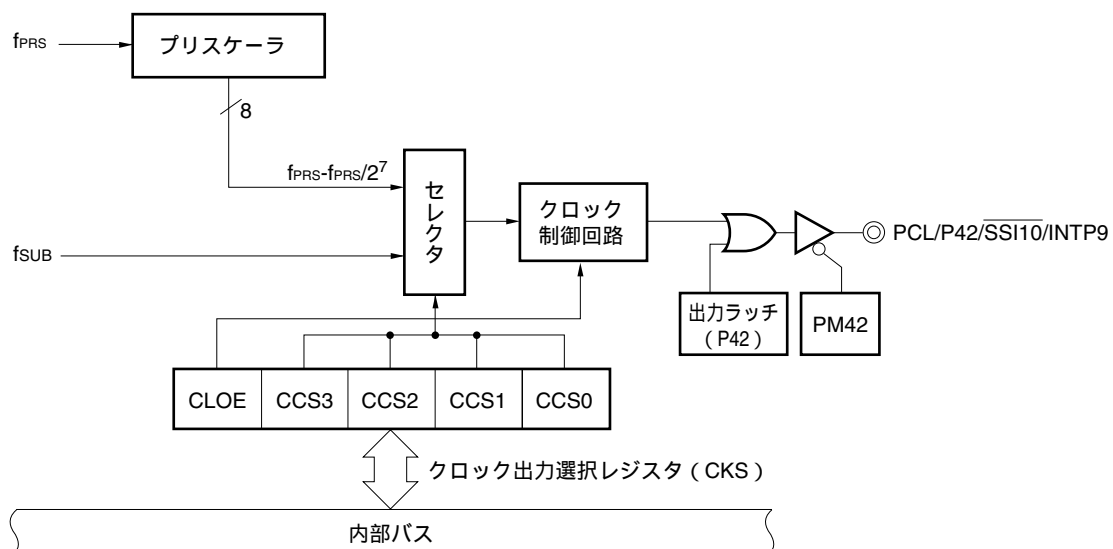 fPRS
プリスケーラ
8
fPRS-fPRS/2⁷
セレクタ
クロック
制御回路
PCL/P42/SSI10/INTP9
fSUB
出力ラッチ
（P42）
PM42
CLOE CCS3 CCS2 CCS1 CCS0
クロック出力選択レジスタ（CKS）
内部バス